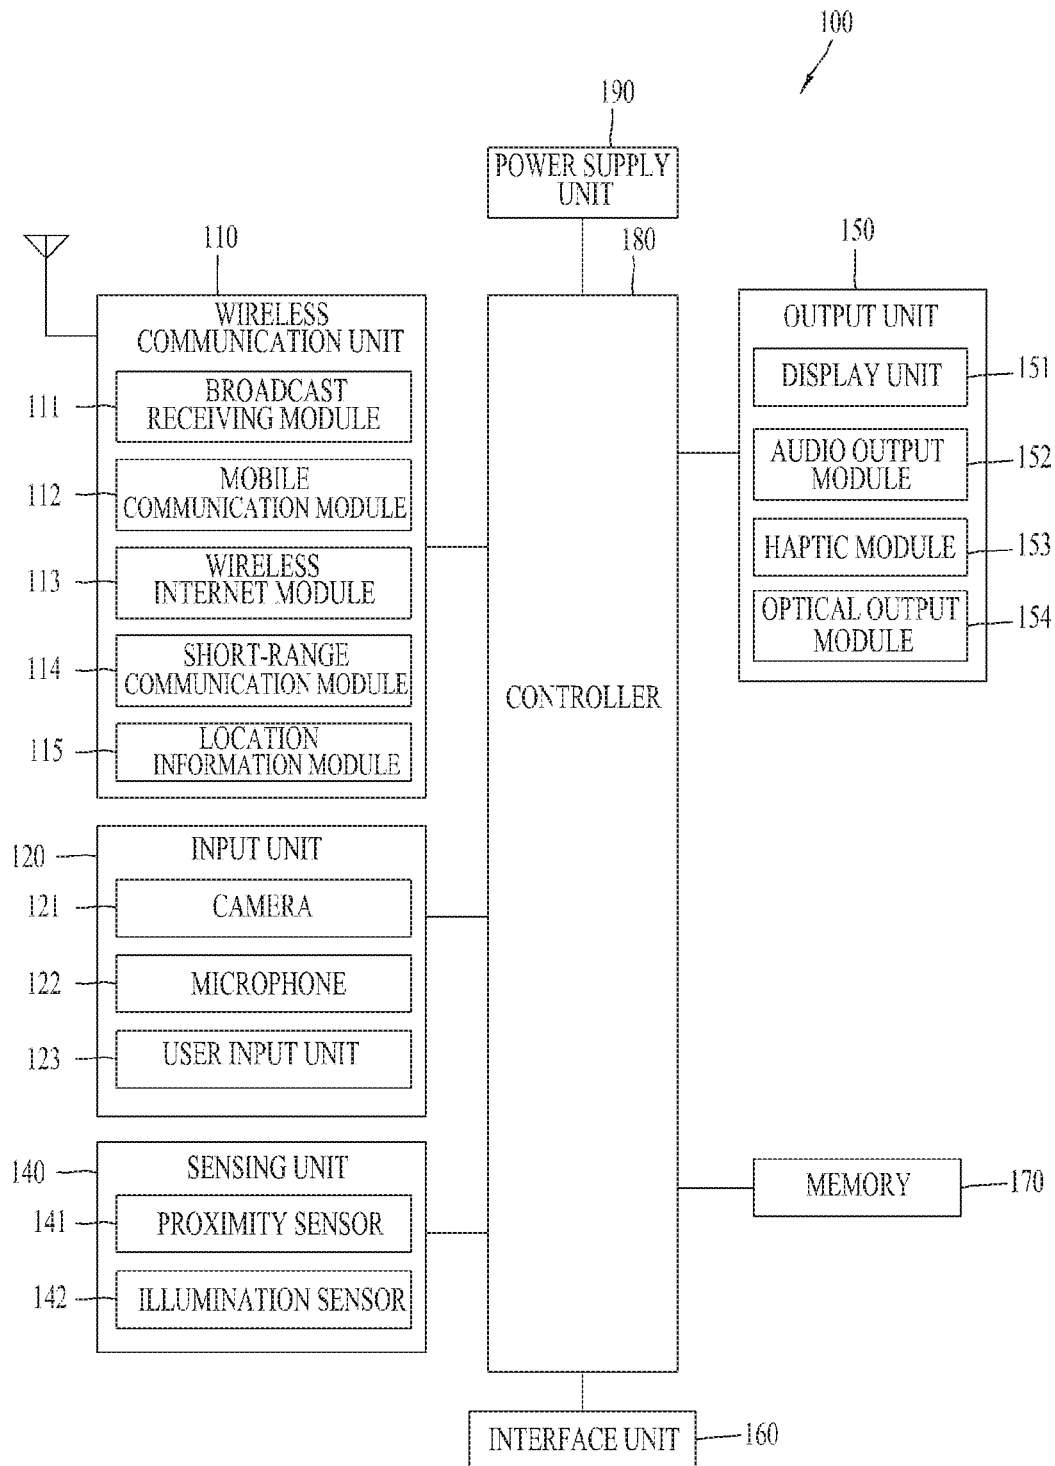 100
190
POWER SUPPLY
UNIT
110
WIRELESS
COMMUNICATION UNIT
111
BROADCAST
RECEIVING MODULE
112
MOBILE
COMMUNICATION MODULE
113
WIRELESS
INTERNET MODULE
114
SHORT-RANGE
COMMUNICATION MODULE
115
LOCATION
INFORMATION MODULE
120
INPUT UNIT
121
CAMERA
122
MICROPHONE
123
USER INPUT UNIT
140
SENSING UNIT
141
PROXIMITY SENSOR
142
ILLUMINATION SENSOR
180
CONTROLLER
150
OUTPUT UNIT
DISPLAY UNIT
151
AUDIO OUTPUT
MODULE
152
HAPTIC MODULE
153
OPTICAL OUTPUT
MODULE
154
MEMORY
170
INTERFACE UNIT
160